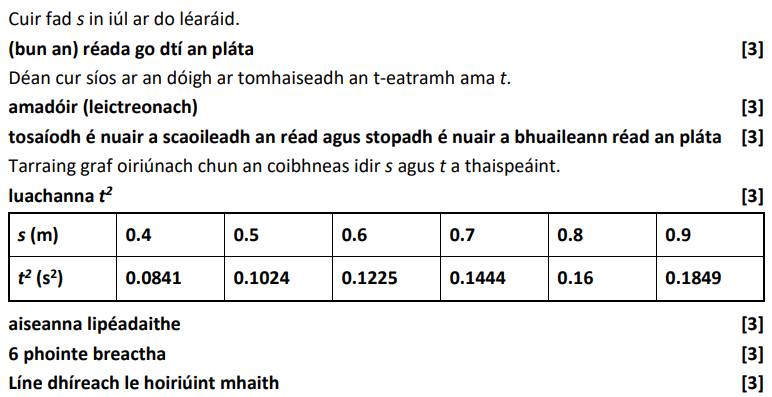 Cuir fad s in iúl ar do léaráid.
(bun an) réada go dtí an pláta [3]
Déan cur síos ar an dóigh ar tomhaiseadh an t-eatramh ama t.
amadóir (leictreonach) [3]
tosaíodh é nuair a scaoileadh an réad agus stopadh é nuair a bhuaileann réad an pláta [3]
Tarraing graf oiriúnach chun an coibhneas idir s agus t a thaispeáint.
luachanna t² [3]
s (m) 0.4 0.5 0.6 0.7 0.8 0.9
t² (s²) 0.0841 0.1024 0.1225 0.1444 0.16 0.1849
aiseanna lipéadaithe [3]
6 phointe breactha [3]
Líne dhíreach le hoiriúint mhaith [3]